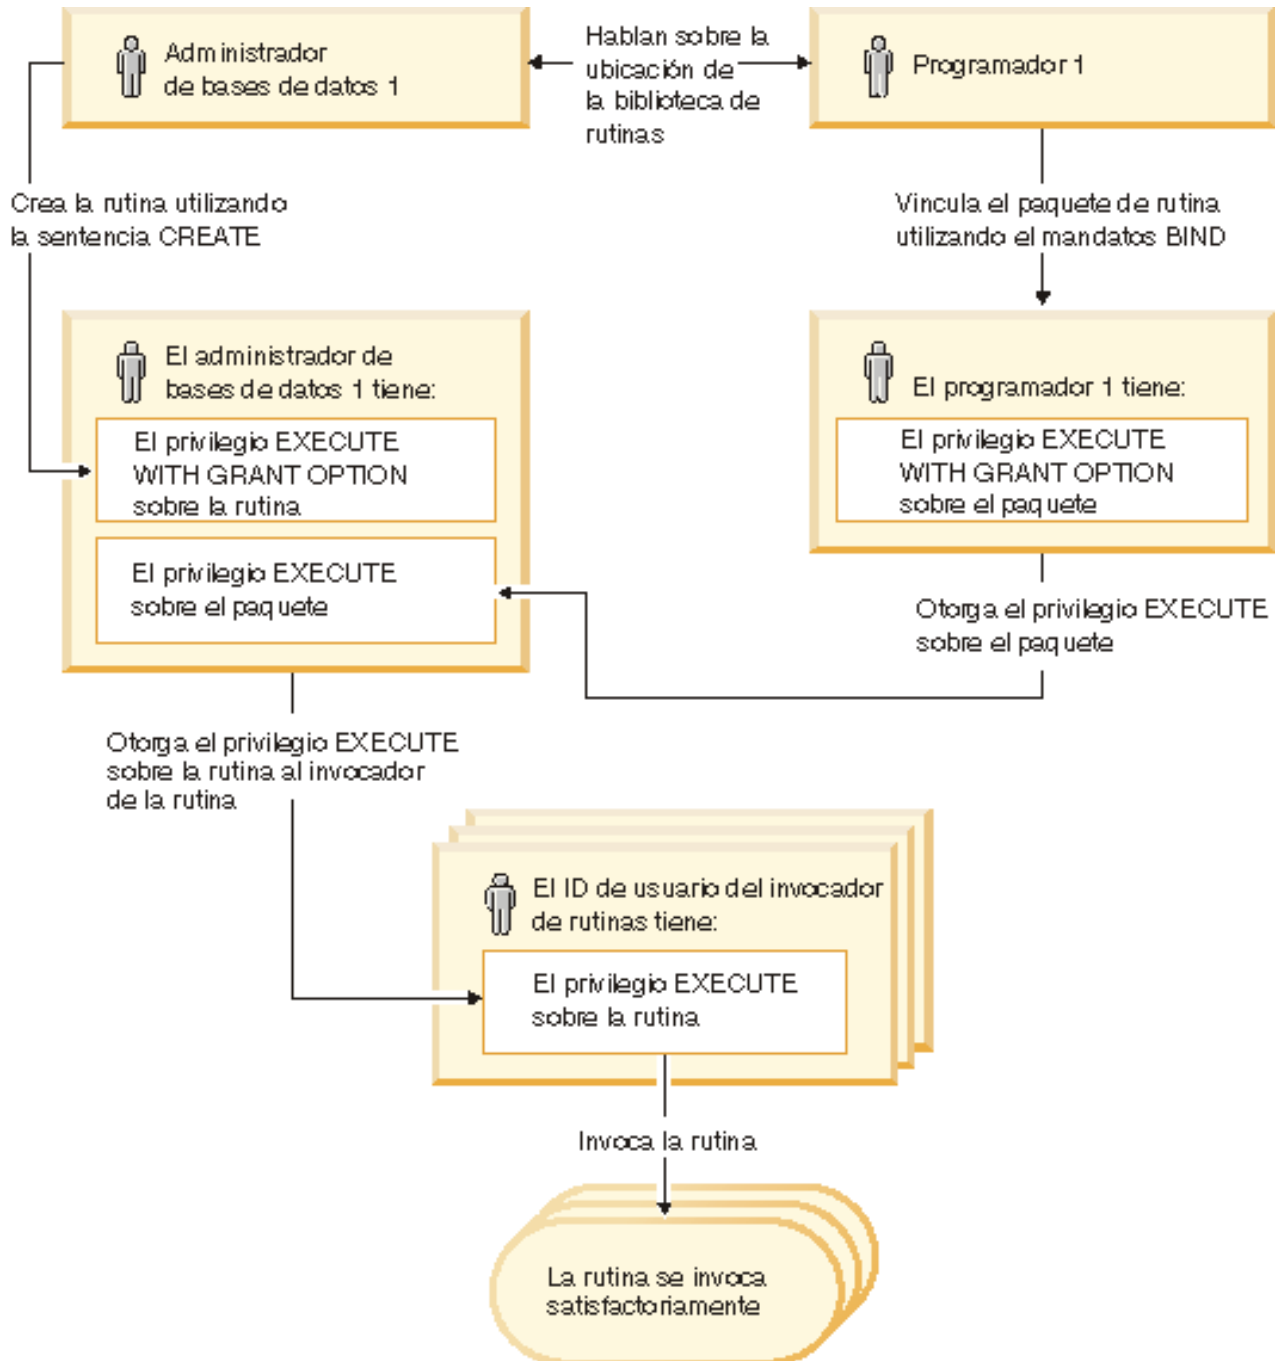 Administrador
de bases de datos 1
Hablan sobre la
ubicación de
la biblioteca de
rutinas
Programador 1
Crea la rutina utilizando
la sentencia CREATE
Vincula el paquete de rutina
utilizando el mandatos BIND
El administrador de
bases de datos 1 tiene:
El privilegio EXECUTE
WITH GRANT OPTION
sobre la rutina
El privilegio EXECUTE
sobre el paquete
El programador 1 tiene:
El privilegio EXECUTE
WITH GRANT OPTION
sobre el paquete
Otorga el privilegio EXECUTE
sobre el paquete
Otorga el privilegio EXECUTE
sobre la rutina al invocador
de la rutina
El ID de usuario del invocador
de rutinas tiene:
El privilegio EXECUTE
sobre la rutina
Invoca la rutina
La rutina se invoca
satisfactoriamente